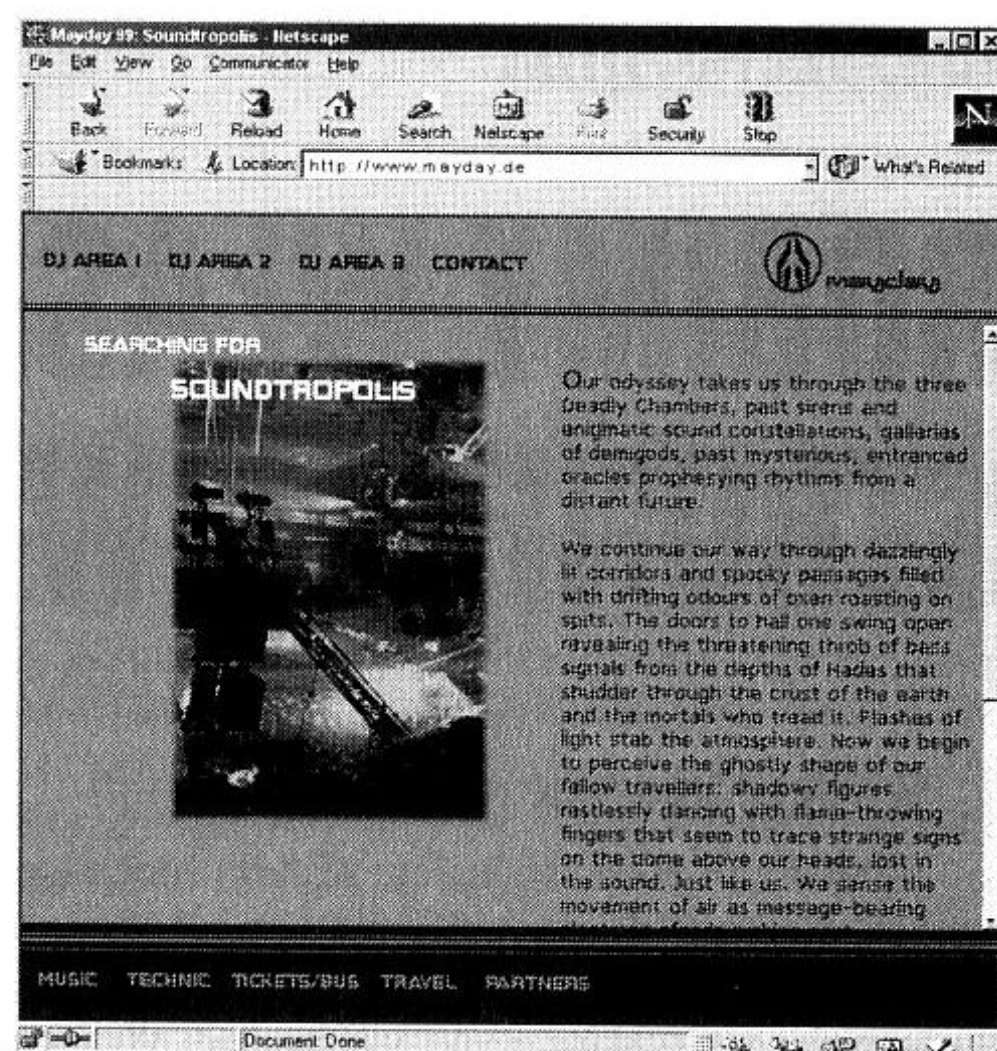 Mayday 99: Soundtropolis - Netscape
File Edit View Go Communicator Help
Back Forward Reload Home Search Netscape Print Security Stop
Bookmarks Location: http://www.mayday.de What's Related
DJ AREA 1 DJ AREA 2 DJ AREA 3 CONTACT
SEARCHING FOR
SOUNDTROPOLIS
Our odyssey takes us through the three
Deadly Chambers, past sirens and
enigmatic sound constellations, galleries
of demigods, past mysterious, entranced
oracles prophesying rhythms from a
distant future.
We continue our way through dazzlingly
lit corridors and spooky passages filled
with drifting odours of oxen roasting on
spits. The doors to hall one swing open
revealing the threatening throb of bass
signals from the depths of Hades that
shudder through the crust of the earth
and the mortals who tread it. Flashes of
light stab the atmosphere. Now we begin
to perceive the ghostly shape of our
fellow travellers: shadowy figures
restlessly dancing with flame-throwing
fingers that seem to trace strange signs
on the dome above our heads, lost in
the sound. Just like us. We sense the
movement of air as message-bearing
MUSIC TECHNIC TICKETS/BUS TRAVEL PARTNERS
Document: Done